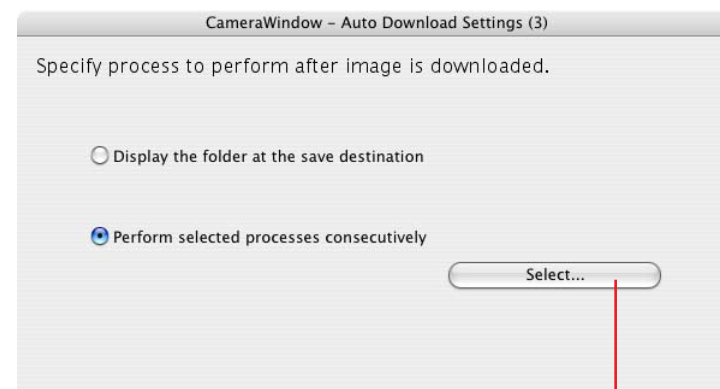 CameraWindow – Auto Download Settings (3)
Specify process to perform after image is downloaded.
Display the folder at the save destination
Perform selected processes consecutively
Select...